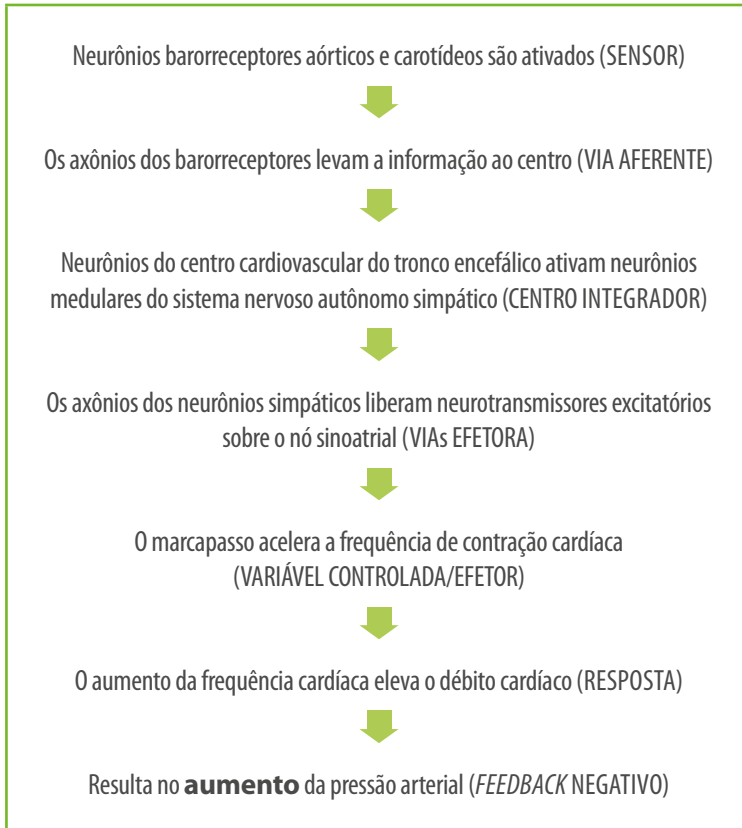 Neurônios barorreceptores aórticos e carotídeos são ativados (SENSOR)
Os axônios dos barorreceptores levam a informação ao centro (VIA AFERENTE)
Neurônios do centro cardiovascular do tronco encefálico ativam neurônios
medulares do sistema nervoso autônomo simpático (CENTRO INTEGRADOR)
Os axônios dos neurônios simpáticos liberam neurotransmissores excitatórios
sobre o nó sinoatrial (VIAs EFETORA)
O marcapasso acelera a frequência de contração cardíaca
(VARIÁVEL CONTROLADA/EFETOR)
O aumento da frequência cardíaca eleva o débito cardíaco (RESPOSTA)
Resulta no aumento da pressão arterial (FEEDBACK NEGATIVO)